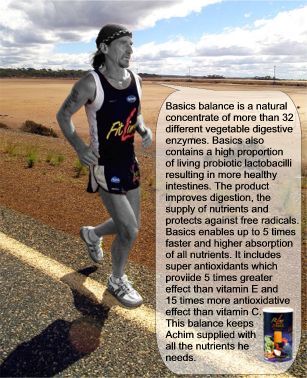 FitLine
Basics balance is a natural
concentrate of more than 32
different vegetable digestive
enzymes. Basics also
contains a high proportion
of living probiotic lactobacilli
resulting in more healthy
intestines. The product
improves digestion, the
supply of nutrients and
protects against free radicals.
Basics enables up to 5 times
faster and higher absorption
of all nutrients. It includes
super antioxidants which
proviide 5 times greater
effect than vitamin E and
15 times more antioxidative
effect than vitamin C.
This balance keeps
Achim supplied with
all the nutrients he
needs.